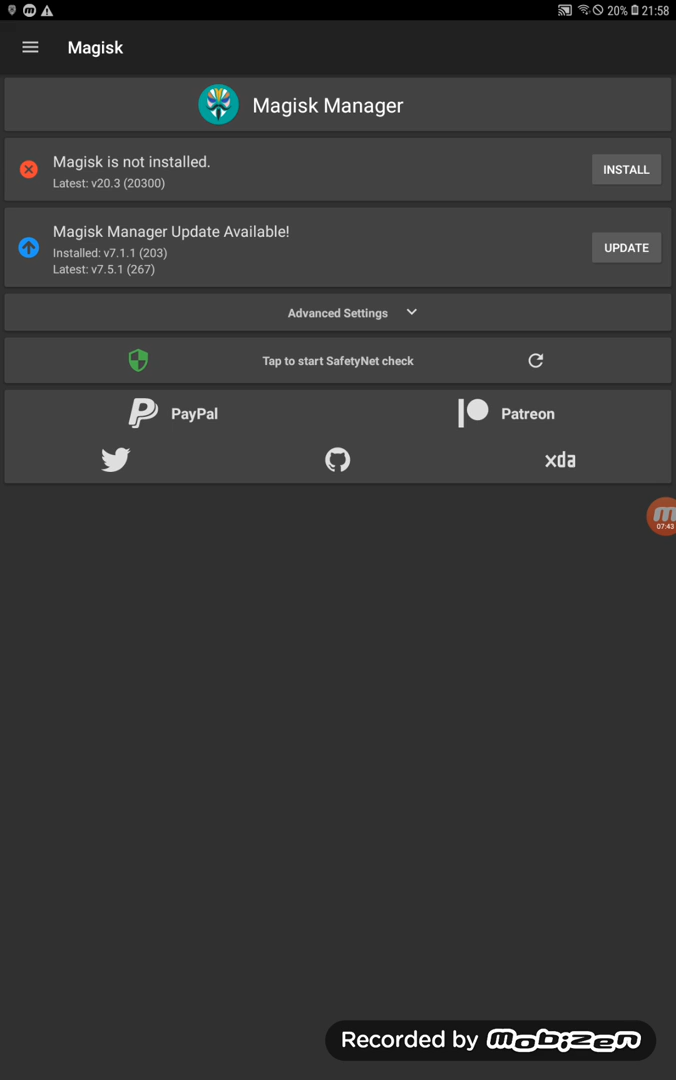 20% 21:58
Magisk
Magisk Manager
Magisk is not installed.
Latest: v20.3 (20300)
INSTALL
Magisk Manager Update Available!
Installed: v7.1.1 (203)
Latest: v7.5.1 (267)
UPDATE
Advanced Settings
Tap to start SafetyNet check
PayPal
Patreon
xda
m
07:43
Recorded by mobizen